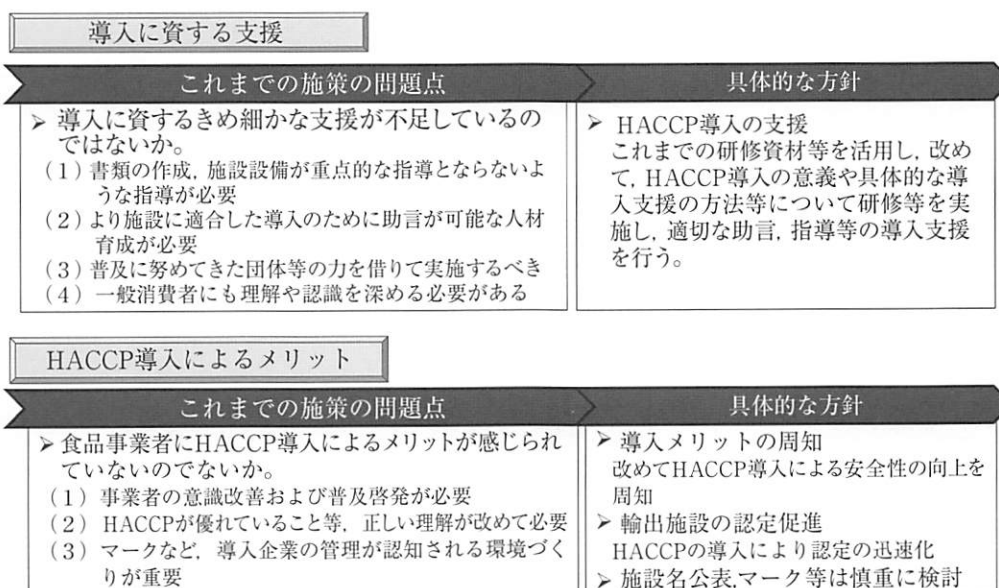 導入に資する支援
これまでの施策の問題点
具体的な方針
➢ 導入に資するきめ細かな支援が不足しているの
ではないか。
(1)書類の作成，施設設備が重点的な指導とならないよ
うな指導が必要
(2)より施設に適合した導入のために助言が可能な人材
育成が必要
(3)普及に努めてきた団体等の力を借りて実施するべき
(4) 一般消費者にも理解や認識を深める必要がある
➢ HACCP導入の支援
これまでの研修資材等を活用し，改め
て，HACCP導入の意義や具体的な導
入支援の方法等について研修等を実
施し，適切な助言，指導等の導入支援
を行う。
HACCP導入によるメリット
これまでの施策の問題点
具体的な方針
➢ 食品事業者にHACCP導入によるメリットが感じられ
ていないのでないか。
(1) 事業者の意識改善および普及啓発が必要
(2) HACCPが優れていること等，正しい理解が改めて必要
(3) マークなど，導入企業の管理が認知される環境づく
りが重要
➢ 導入メリットの周知
改めてHACCP導入による安全性の向上を
周知
➢ 輸出施設の認定促進
HACCPの導入により認定の迅速化
➢ 施設名公表,マーク等は慎重に検討